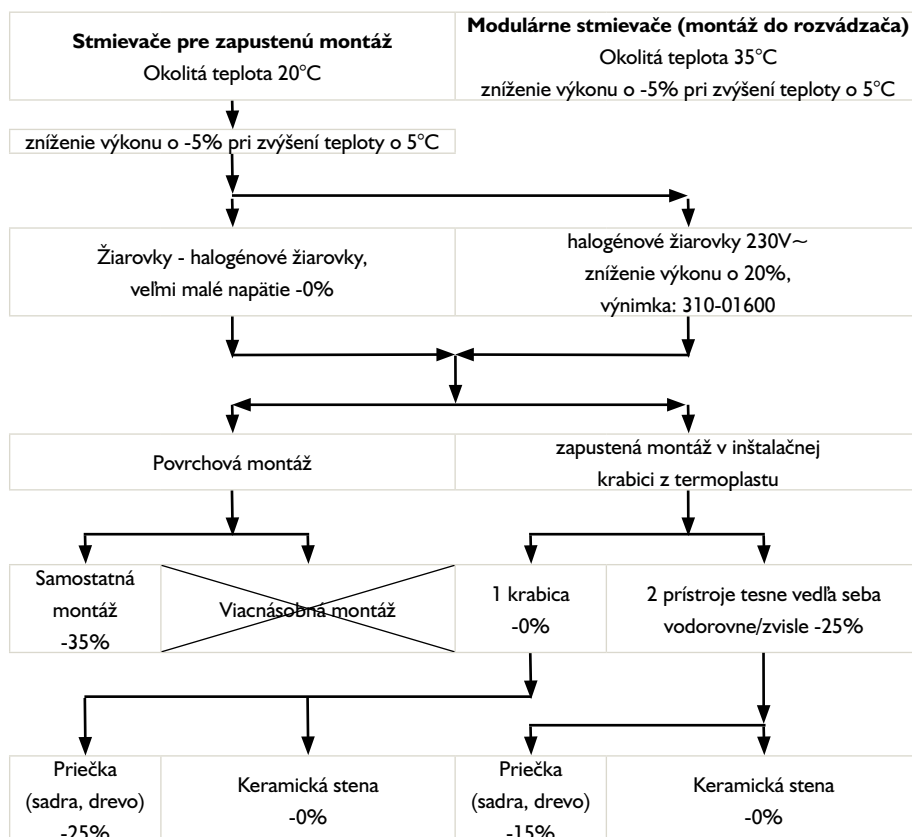 Stmievače pre zapustenú montáž
Okolitá teplota 20°C
Modulárne stmievače (montáž do rozvádzača)
Okolitá teplota 35°C
zníženie výkonu o -5% pri zvýšení teploty o 5°C
zníženie výkonu o -5% pri zvýšení teploty o 5°C
Žiarovky - halogénové žiarovky,
veľmi malé napätie -0%
halogénové žiarovky 230V~
zníženie výkonu o 20%,
výnimka: 310-01600
Povrchová montáž
zapustená montáž v inštalačnej
krabici z termoplastu
Samostatná
montáž
-35%
Viacnásobná montáž
1 krabica
-0%
2 prístroje tesne vedľa seba
vodorovne/zvisle -25%
Priečka
(sadra, drevo)
-25%
Keramická stena
-0%
Priečka
(sadra, drevo)
-15%
Keramická stena
-0%